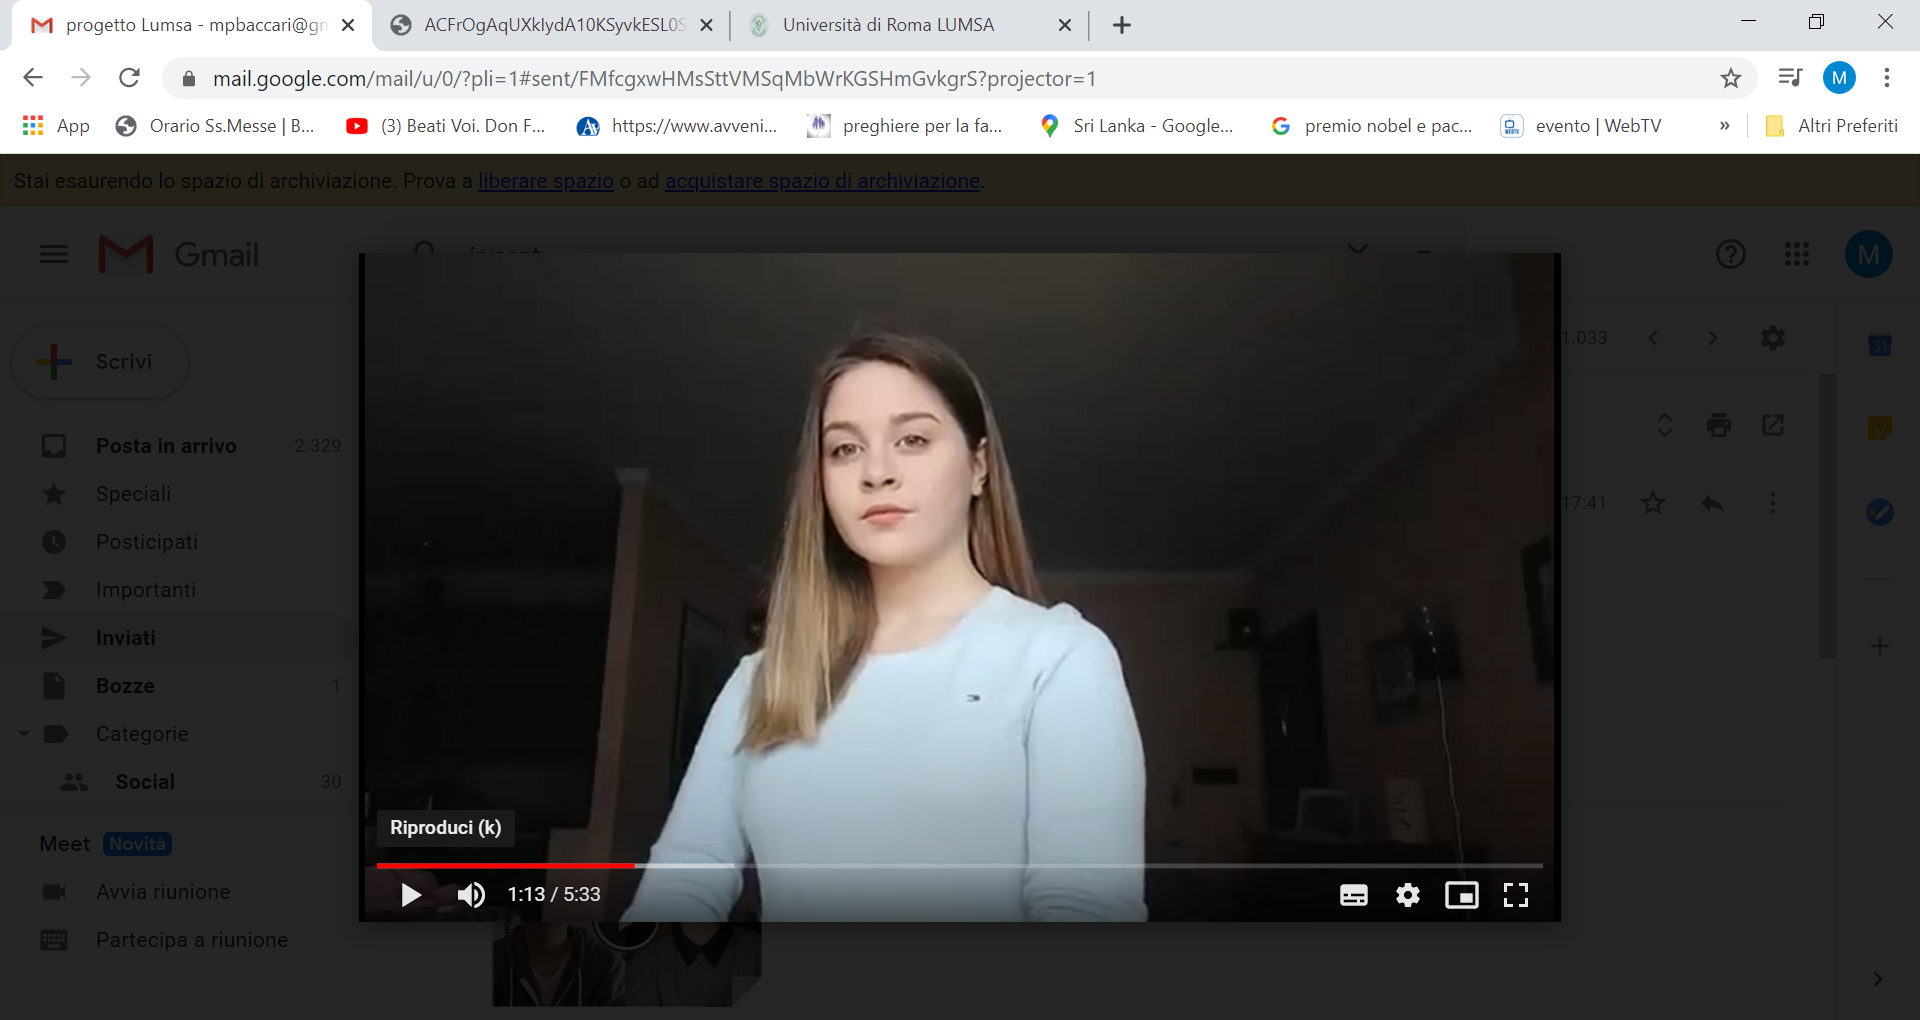 progetto Lumsa - mpbaccari@gm
ACFrOgAqUXklydA10KSyvkESL0S
Università di Roma LUMSA
mail.google.com/mail/u/0/?pli=1#sent/FMfcgxwHMsSttVMSqMbWrKGSHmGvkgrS?projector=1
M
App
Orario Ss.Messe | B...
(3) Beati Voi. Don F...
https://www.avveni...
preghiere per la fa...
Sri Lanka - Google...
premio nobel e pac...
evento | WebTV
»
Altri Preferiti
Stai esaurendo lo spazio di archiviazione. Prova a liberare spazio o ad acquistare spazio di archiviazione.
Gmail
M
Scrivi
1.033
31
Posta in arrivo 2.329
Speciali
17:41
Posticipati
Importanti
Inviati
Bozze 1
Categorie
Social 30
Riproduci (k)
Meet Novità
Avvia riunione
1:13 / 5:33
Partecipa a riunione